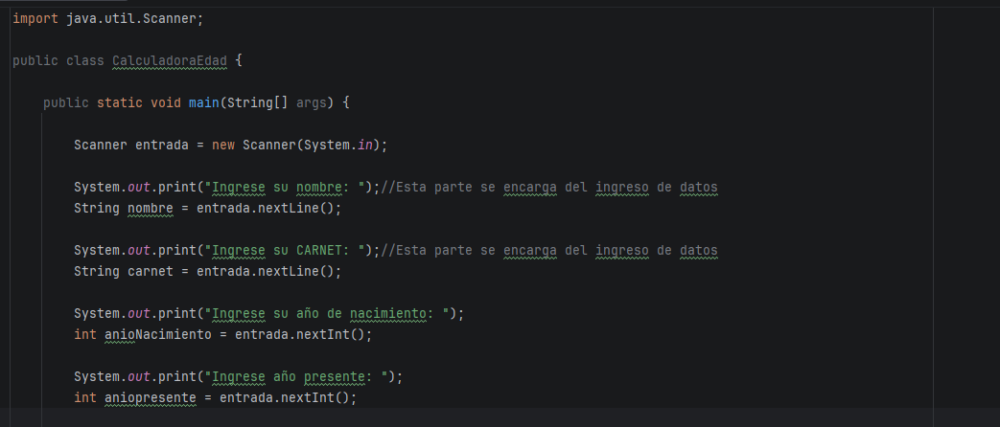 import java.util.Scanner;
public class CalculadoraEdad {
public static void main(String[] args) {
Scanner entrada = new Scanner(System.in);
System.out.print("Ingrese su nombre: ");//Esta parte se encarga del ingreso de datos
String nombre = entrada.nextLine();
System.out.print("Ingrese su CARNET: ");//Esta parte se encarga del ingreso de datos
String carnet = entrada.nextLine();
System.out.print("Ingrese su año de nacimiento: ");
int anioNacimiento = entrada.nextInt();
System.out.print("Ingrese año presente: ");
int aniopresente = entrada.nextInt();